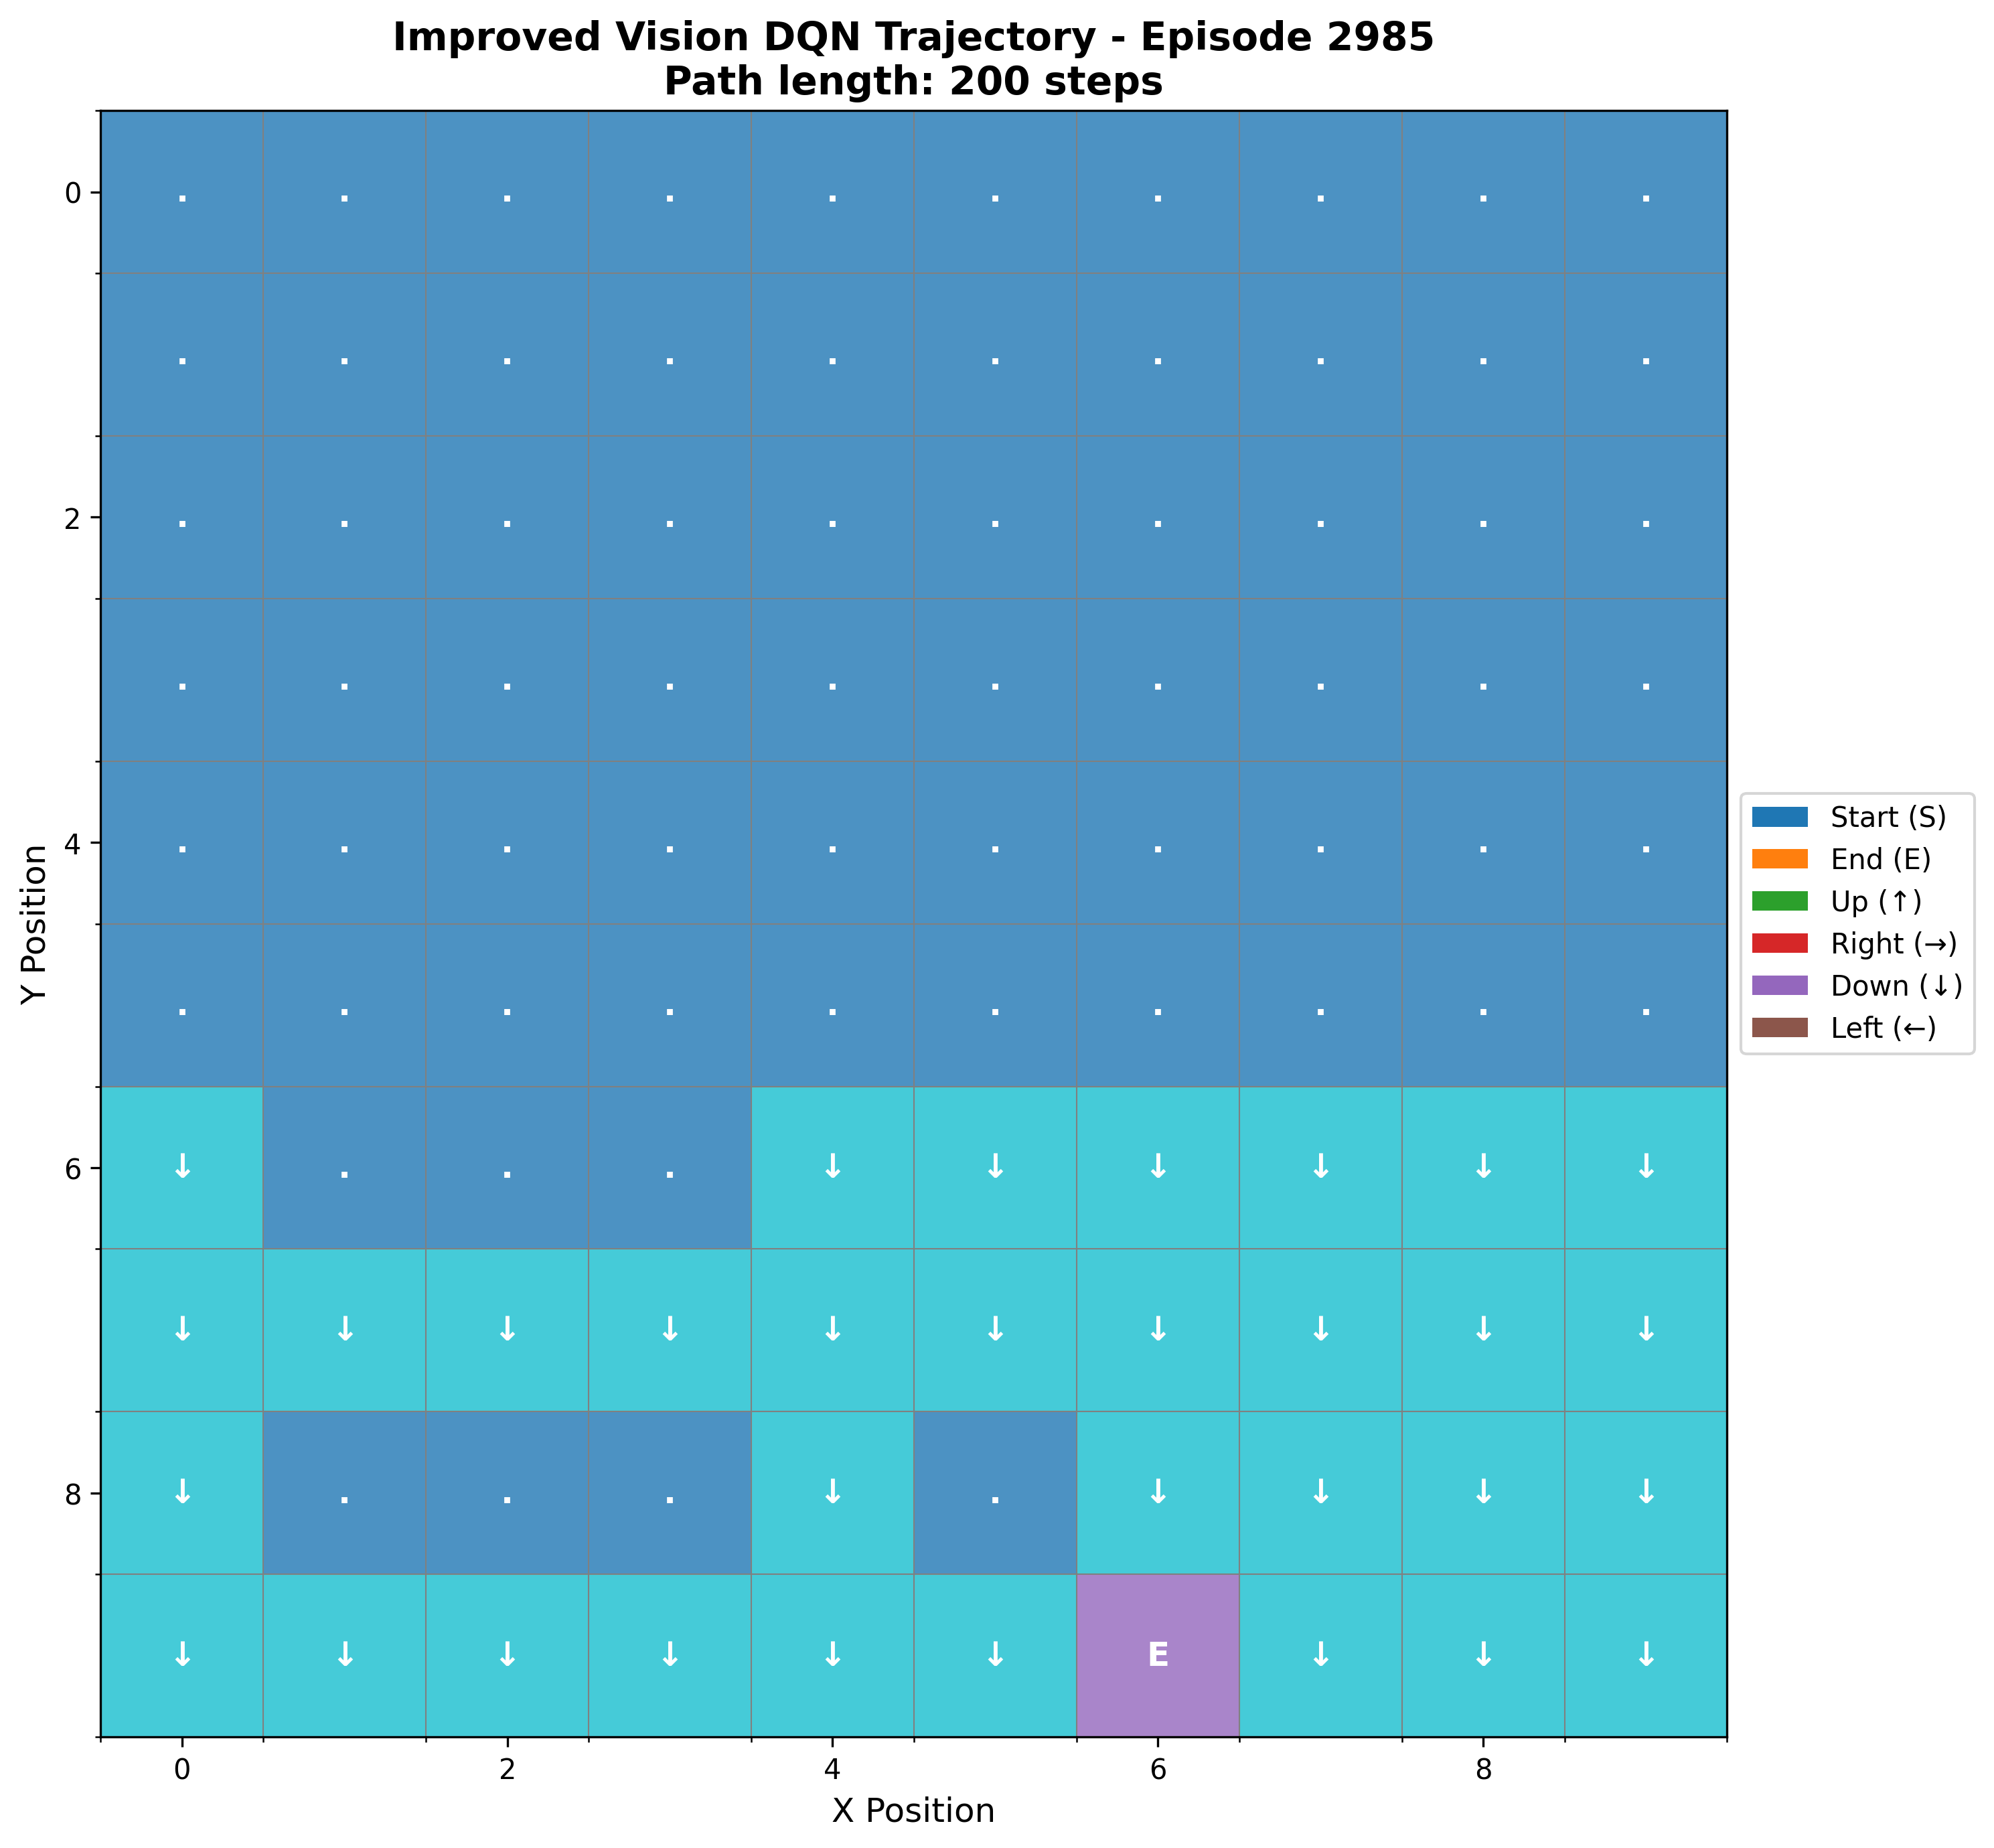 Improved Vision DQN Trajectory - Episode 2985
Path length: 200 steps
0
. . . . . . . . . .
. . . . . . . . . .
2
. . . . . . . . . .
. . . . . . . . . .
4
. . . . . . . . . .
. . . . . . . . . .
6
↓ . . . ↓ ↓ ↓ ↓ ↓ ↓
↓ ↓ ↓ ↓ ↓ ↓ ↓ ↓ ↓ ↓
8
↓ . . . ↓ . ↓ ↓ ↓ ↓
↓ ↓ ↓ ↓ ↓ ↓ E ↓ ↓ ↓
0 2 4 6 8
X Position
Y Position
Start (S)
End (E)
Up (↑)
Right (→)
Down (↓)
Left (←)